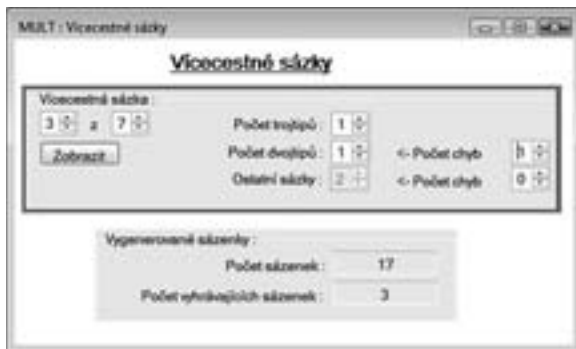 MULT : Vícecestné sázky
Vícecestné sázky
Vícecestná sázka :
3 z 7 Počet trojtipů : 1
Zobrazit Počet dvojtipů : 1 <- Počet chyb 1
Ostatní sázky : 2 <- Počet chyb 0
Vygenerované sázenky :
Počet sázenek : 17
Počet vyhrávajících sázenek : 3